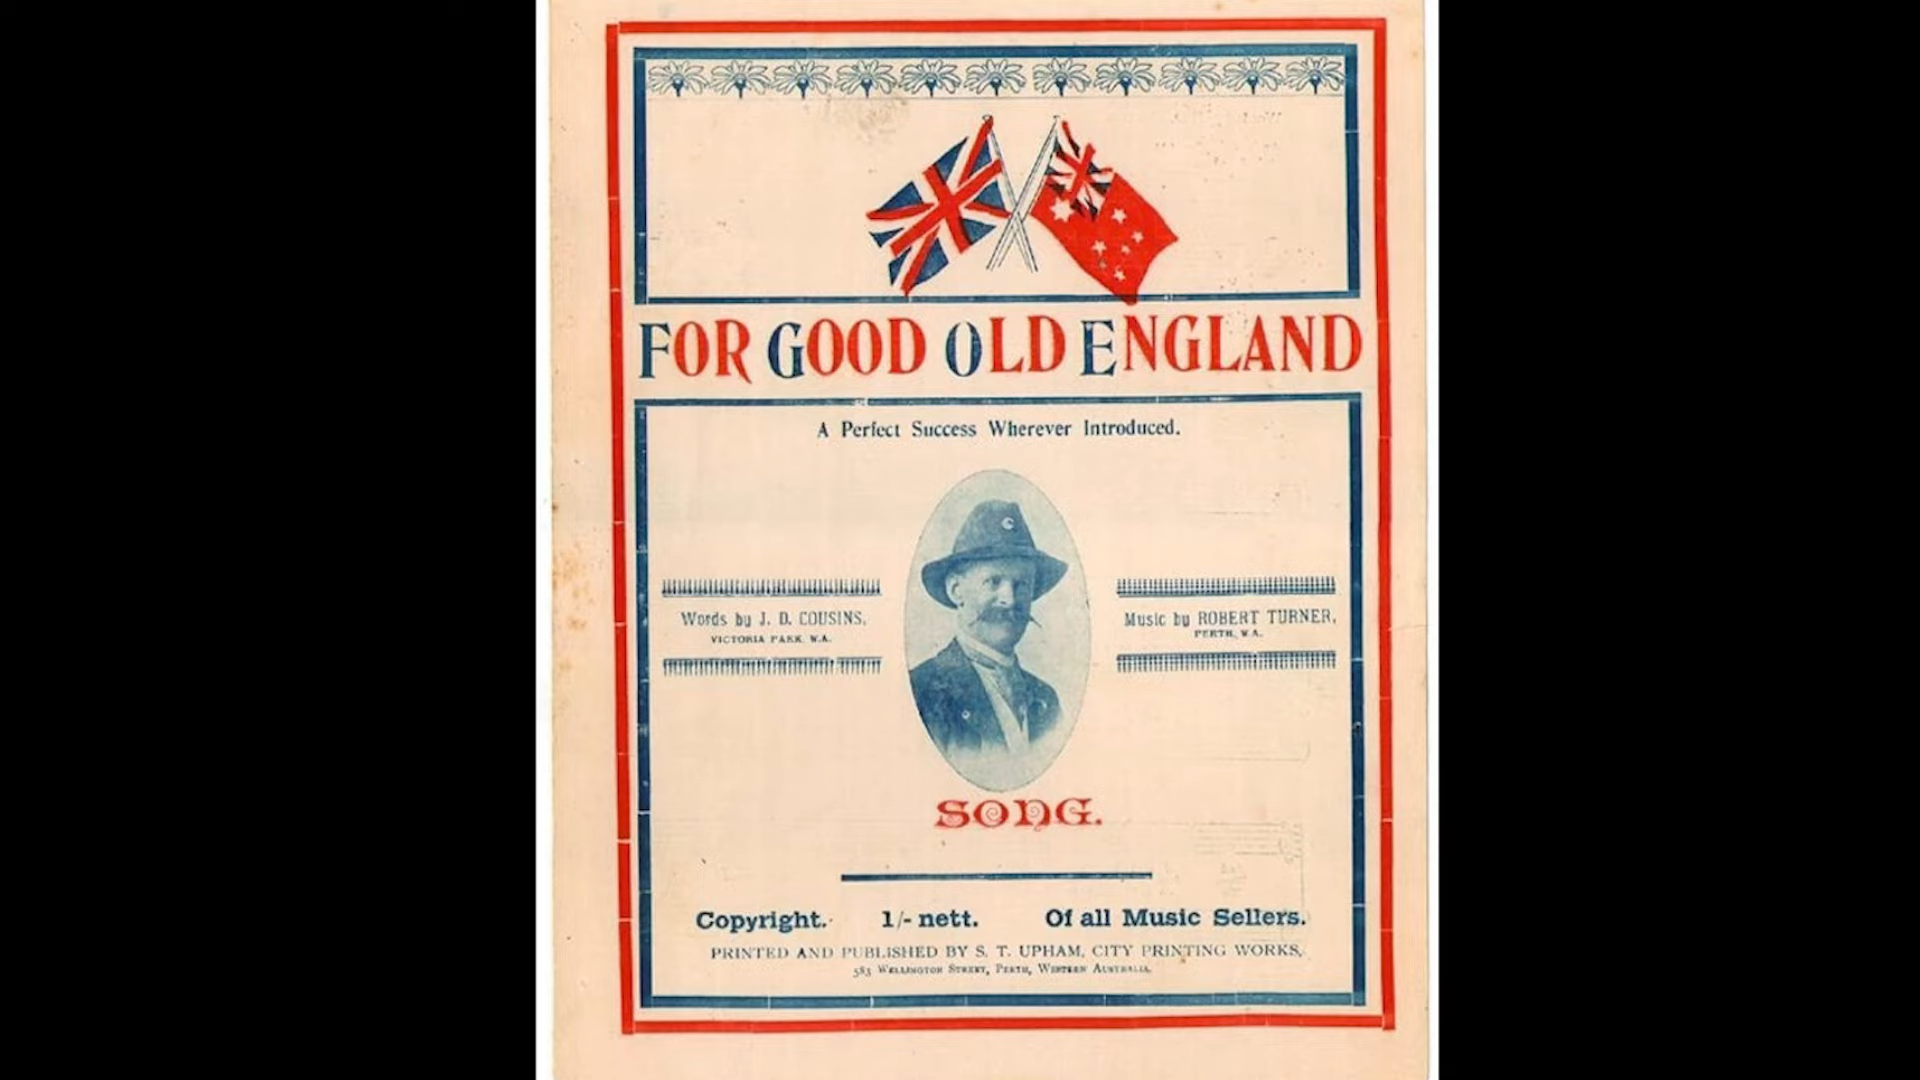 FOR GOOD OLD ENGLAND
A Perfect Success Wherever Introduced.
Words by J. D. COUSINS,
VICTORIA PARK. W.A.
Music by ROBERT TURNER,
PERTH, W.A.
SONG.
Copyright. 1/- nett. Of all Music Sellers.
PRINTED AND PUBLISHED BY S. T. UPHAM, CITY PRINTING WORKS,
583 WELLINGTON STREET, PERTH, WESTERN AUSTRALIA.